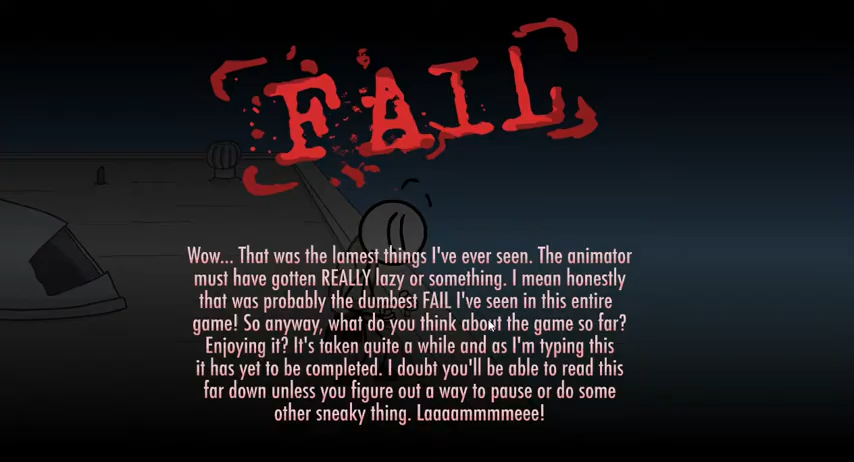 FAIL
Wow... That was the lamest things I've ever seen. The animator
must have gotten REALLY lazy or something. I mean honestly
that was probably the dumbest FAIL I've seen in this entire
game! So anyway, what do you think about the game so far?
Enjoying it? It's taken quite a while and as I'm typing this
it has yet to be completed. I doubt you'll be able to read this
far down unless you figure out a way to pause or do some
other sneaky thing. Laaaammmmeee!